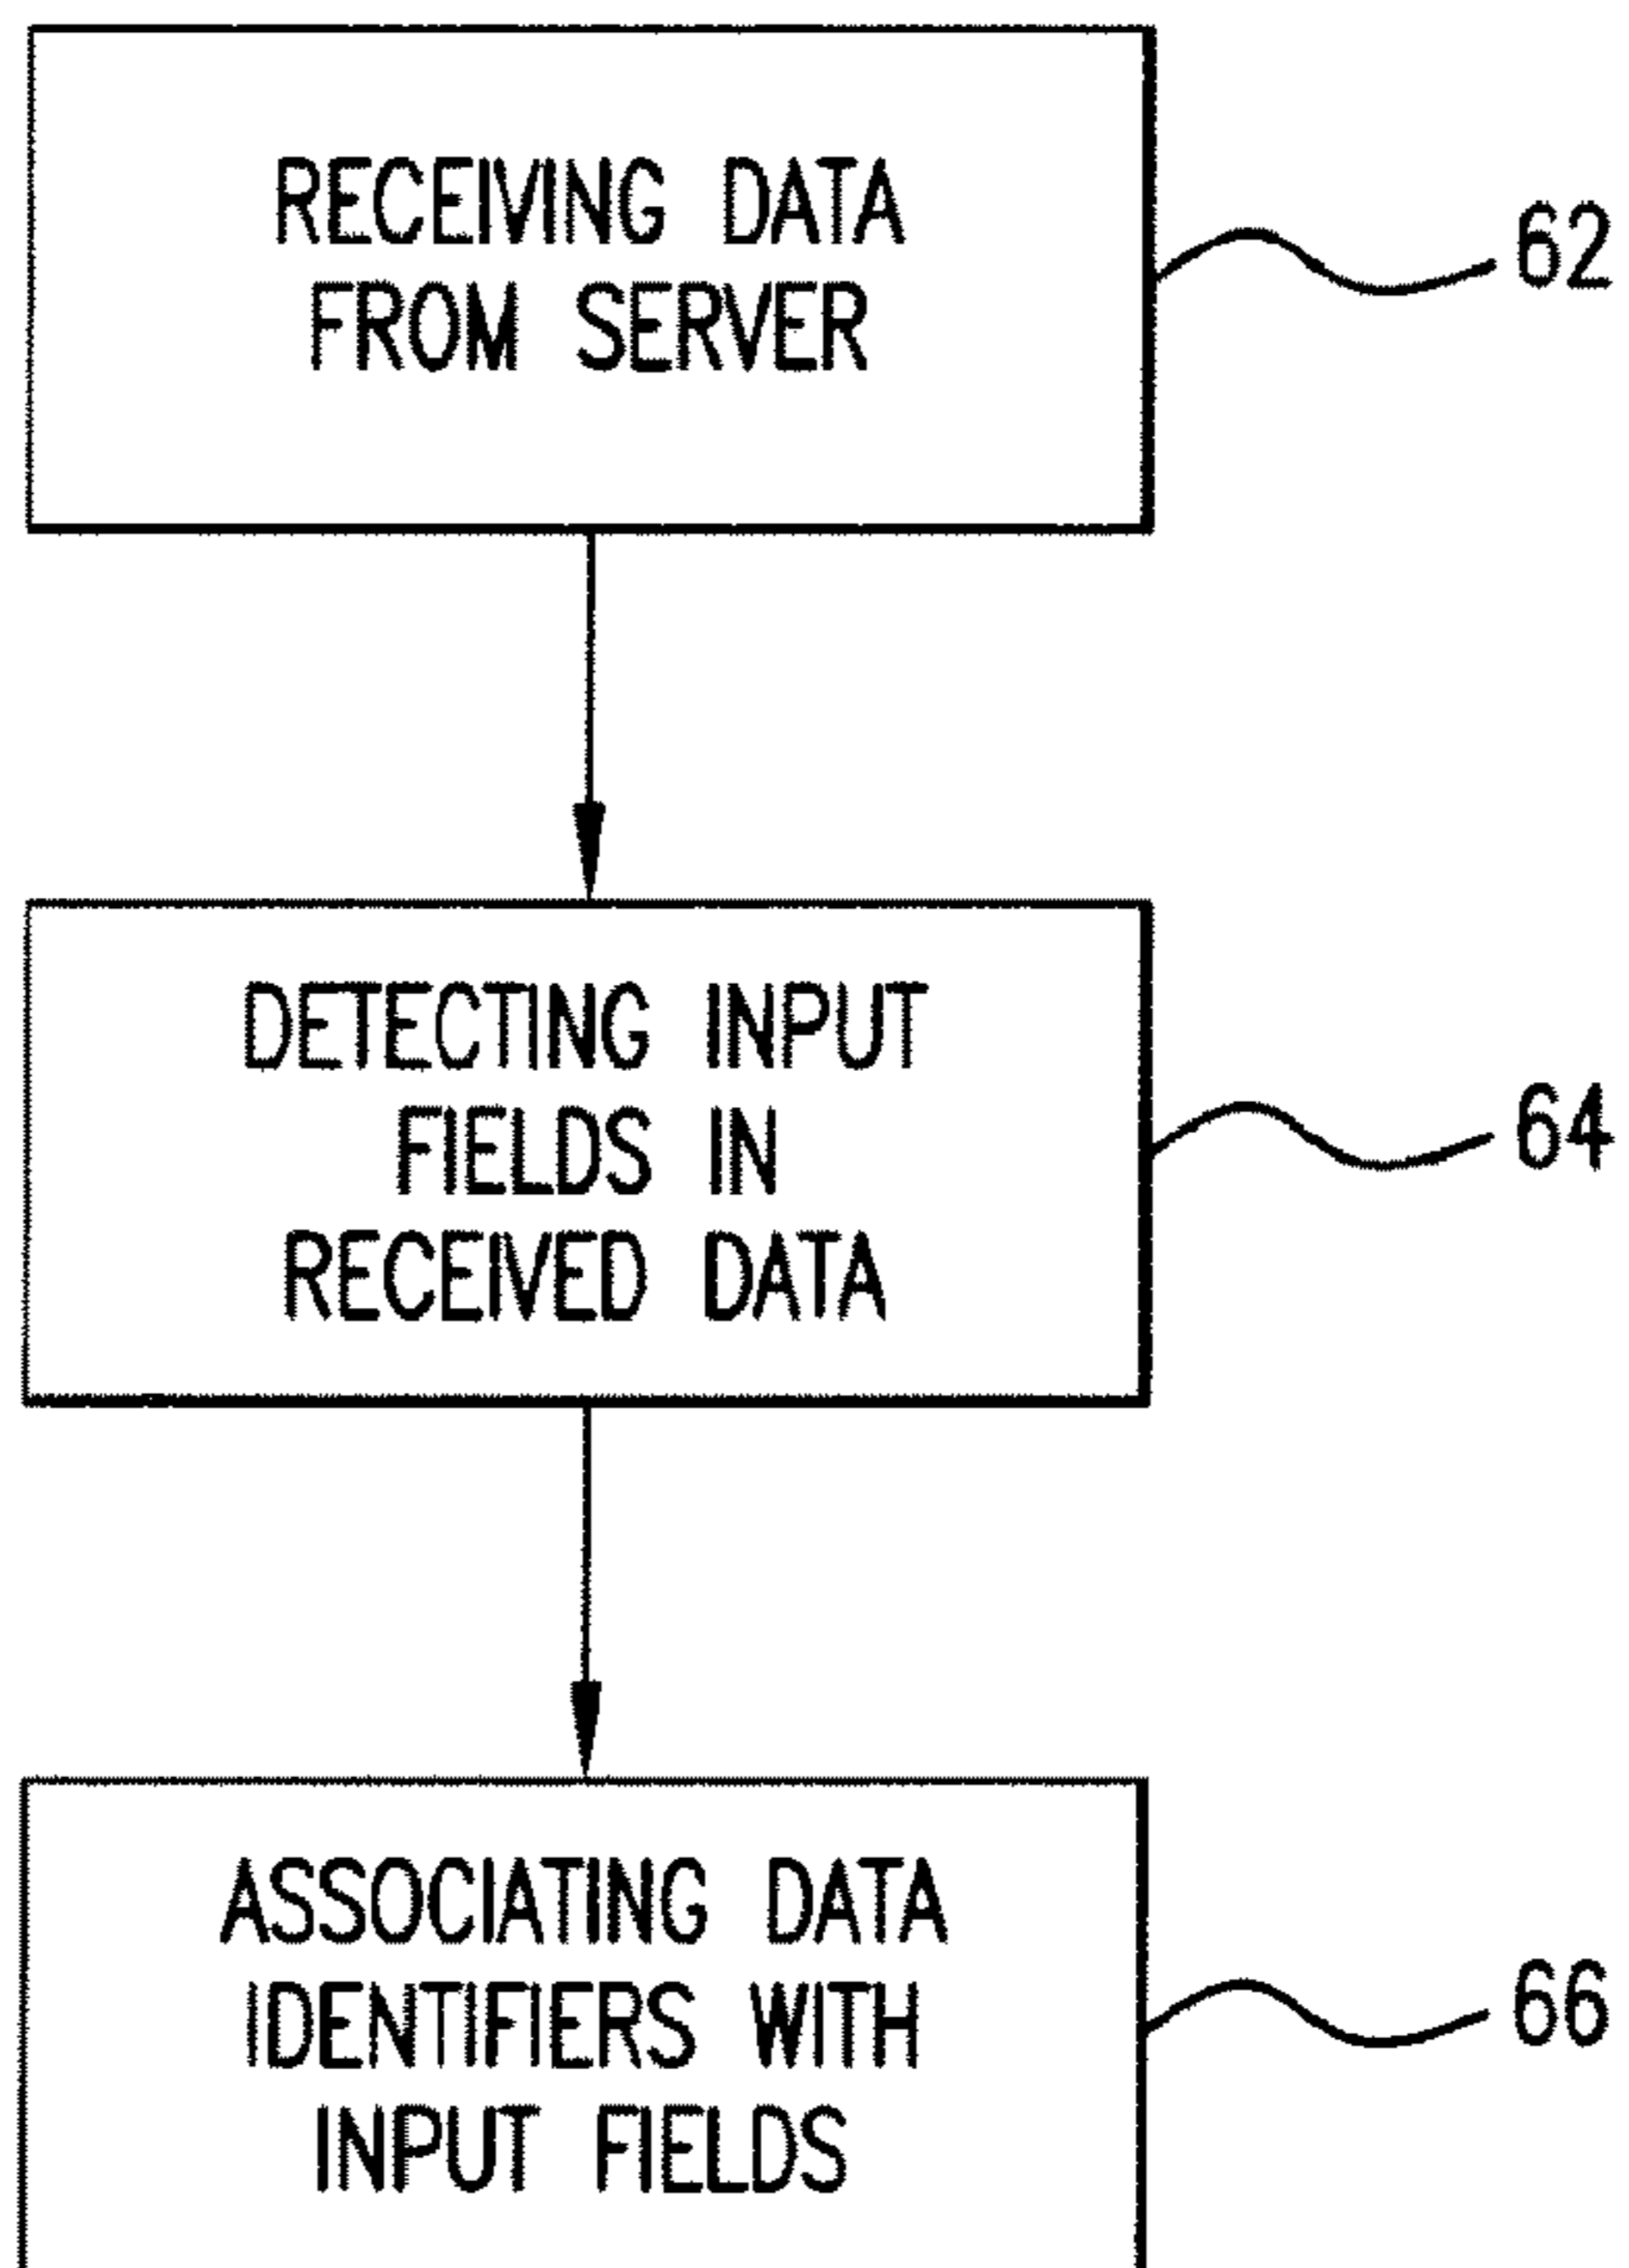 RECEIVING DATA
FROM SERVER
62
DETECTING INPUT
FIELDS IN
RECEIVED DATA
64
ASSOCIATING DATA
IDENTIFIERS WITH
INPUT FIELDS
66